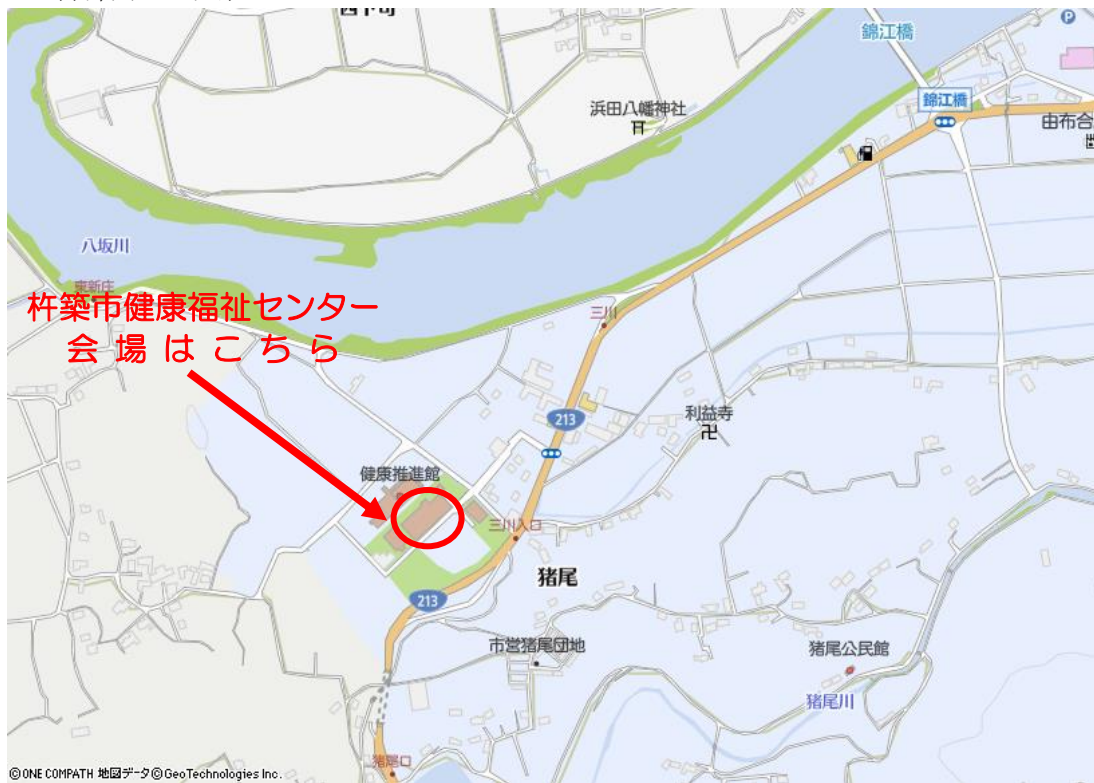 錦江橋
P
浜田八幡神社
錦江橋
由布合
八坂川
東新庄
杵築市健康福祉センター
会場はこちら
三川
213
利益寺
健康推進館
三川入口
猪尾
213
市営猪尾団地
猪尾公民館
猪尾川
猪尾口
©ONE COMPATH 地図データ©GeoTechnologies Inc.